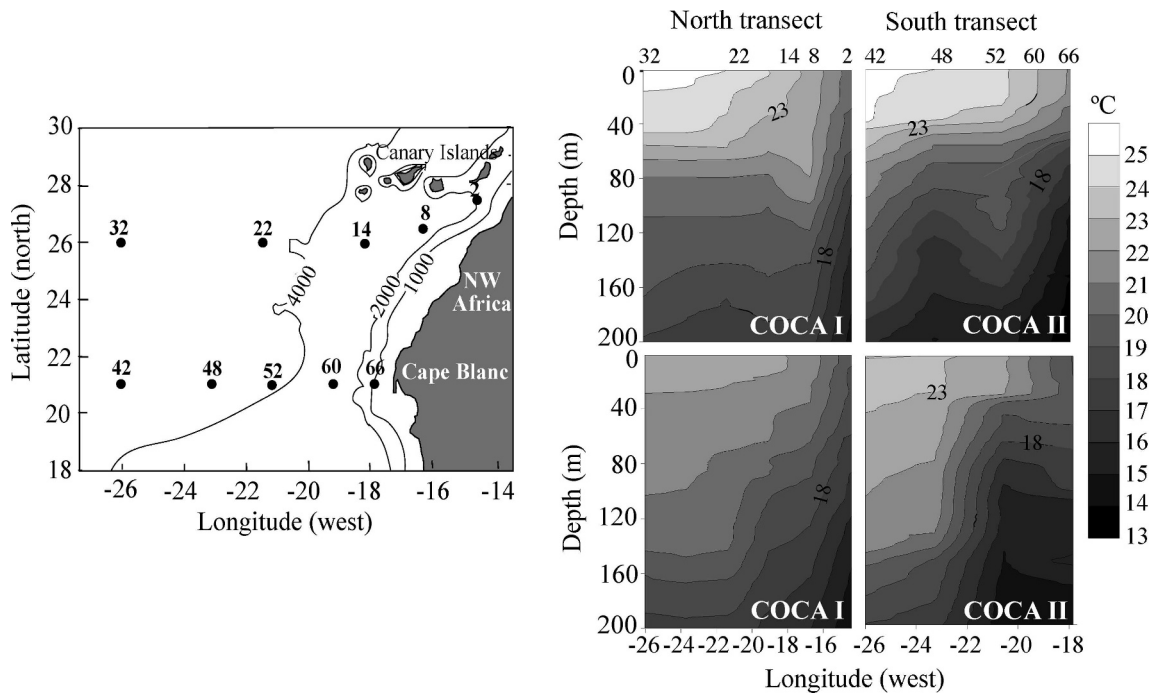 30
28
26
24
22
20
18
Latitude (north)
-26 -24 -22 -20 -18 -16 -14
Longitude (west)
Canary Islands
2
8
32 22 14
4000
2000
1000
NW
Africa
42 48 52 60 66
Cape Blanc
North transect South transect
32 22 14 8 2 42 48 52 60 66
0
40
80
120
160
200
Depth (m)
23
18
COCA I
23
18
COCA II
0
40
80
120
160
200
Depth (m)
18
COCA I
23
18
COCA II
-26 -24 -22 -20 -18 -16 -26 -24 -22 -20 -18
Longitude (west)
ºC
25
24
23
22
21
20
19
18
17
16
15
14
13